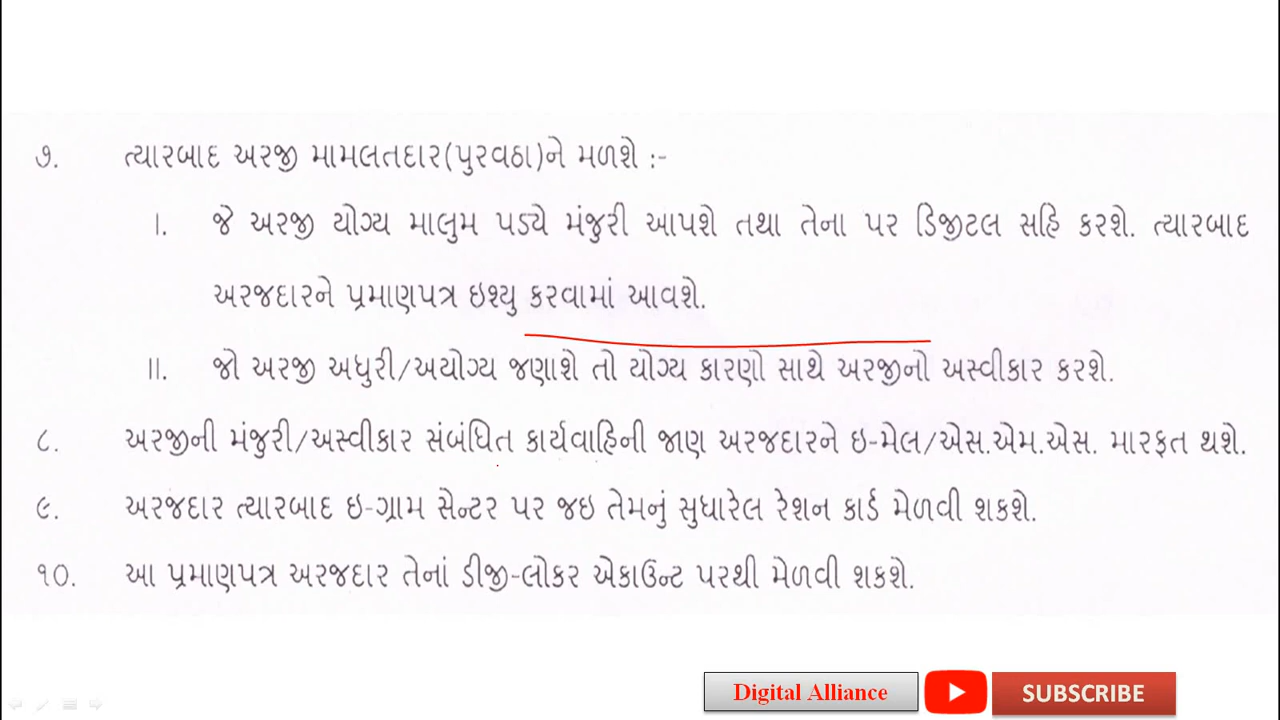 ૭. ત્યારબાદ અરજી મામલતદાર(પુરવઠા)ને મળશે :-
I. જે અરજી યોગ્ય માલુમ પડ્યે મંજુરી આપશે તથા તેના પર ડિજીટલ સહિ કરશે. ત્યારબાદ
અરજદારને પ્રમાણપત્ર ઇશ્યુ કરવામાં આવશે.
II. જો અરજી અધુરી/અયોગ્ય જણાશે તો યોગ્ય કારણો સાથે અરજીનો અસ્વીકાર કરશે.
૮. અરજીની મંજુરી/અસ્વીકાર સંબંધિત કાર્યવાહિની જાણ અરજદારને ઇ-મેલ/એસ.એમ.એસ. મારફત થશે.
૯. અરજદાર ત્યારબાદ ઇ-ગ્રામ સેન્ટર પર જઇ તેમનું સુધારેલ રેશન કાર્ડ મેળવી શકશે.
૧૦. આ પ્રમાણપત્ર અરજદાર તેનાં ડીજી-લોકર એકાઉન્ટ પરથી મેળવી શકશે.
Digital Alliance
SUBSCRIBE